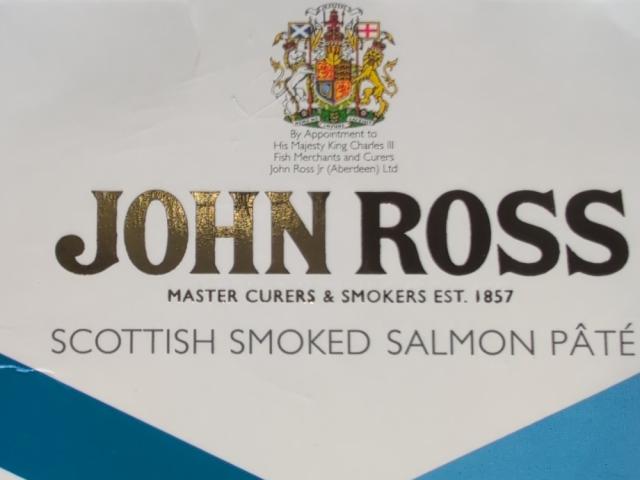 By Appointment to
His Majesty King Charles III
Fish Merchants and Curers
John Ross Jr (Aberdeen) Ltd
JOHN ROSS
MASTER CURERS & SMOKERS EST. 1857
SCOTTISH SMOKED SALMON PÂTÉ